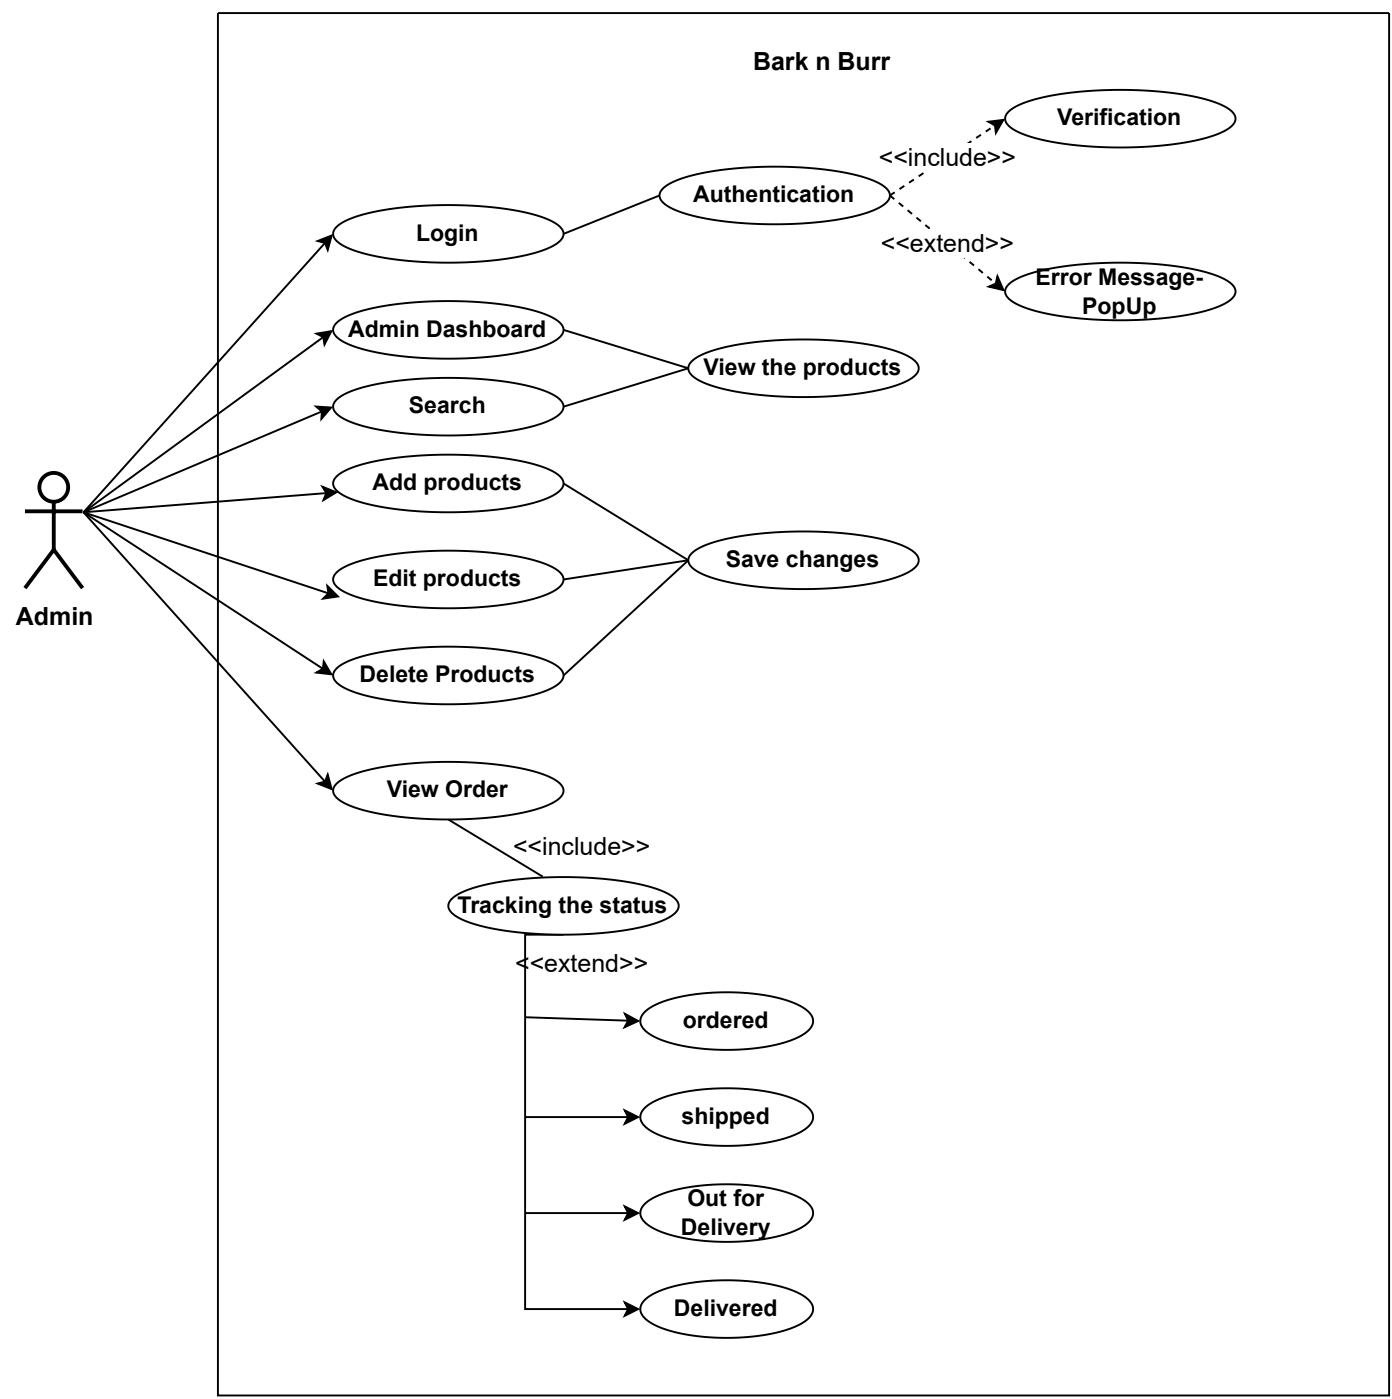 Bark n Burr
Verification
<<include>>
Authentication
Login
<<extend>>
Error Message-
PopUp
Admin Dashboard
View the products
Search
Add products
Save changes
Edit products
Admin
Delete Products
View Order
<<include>>
Tracking the status
<<extend>>
ordered
shipped
Out for
Delivery
Delivered